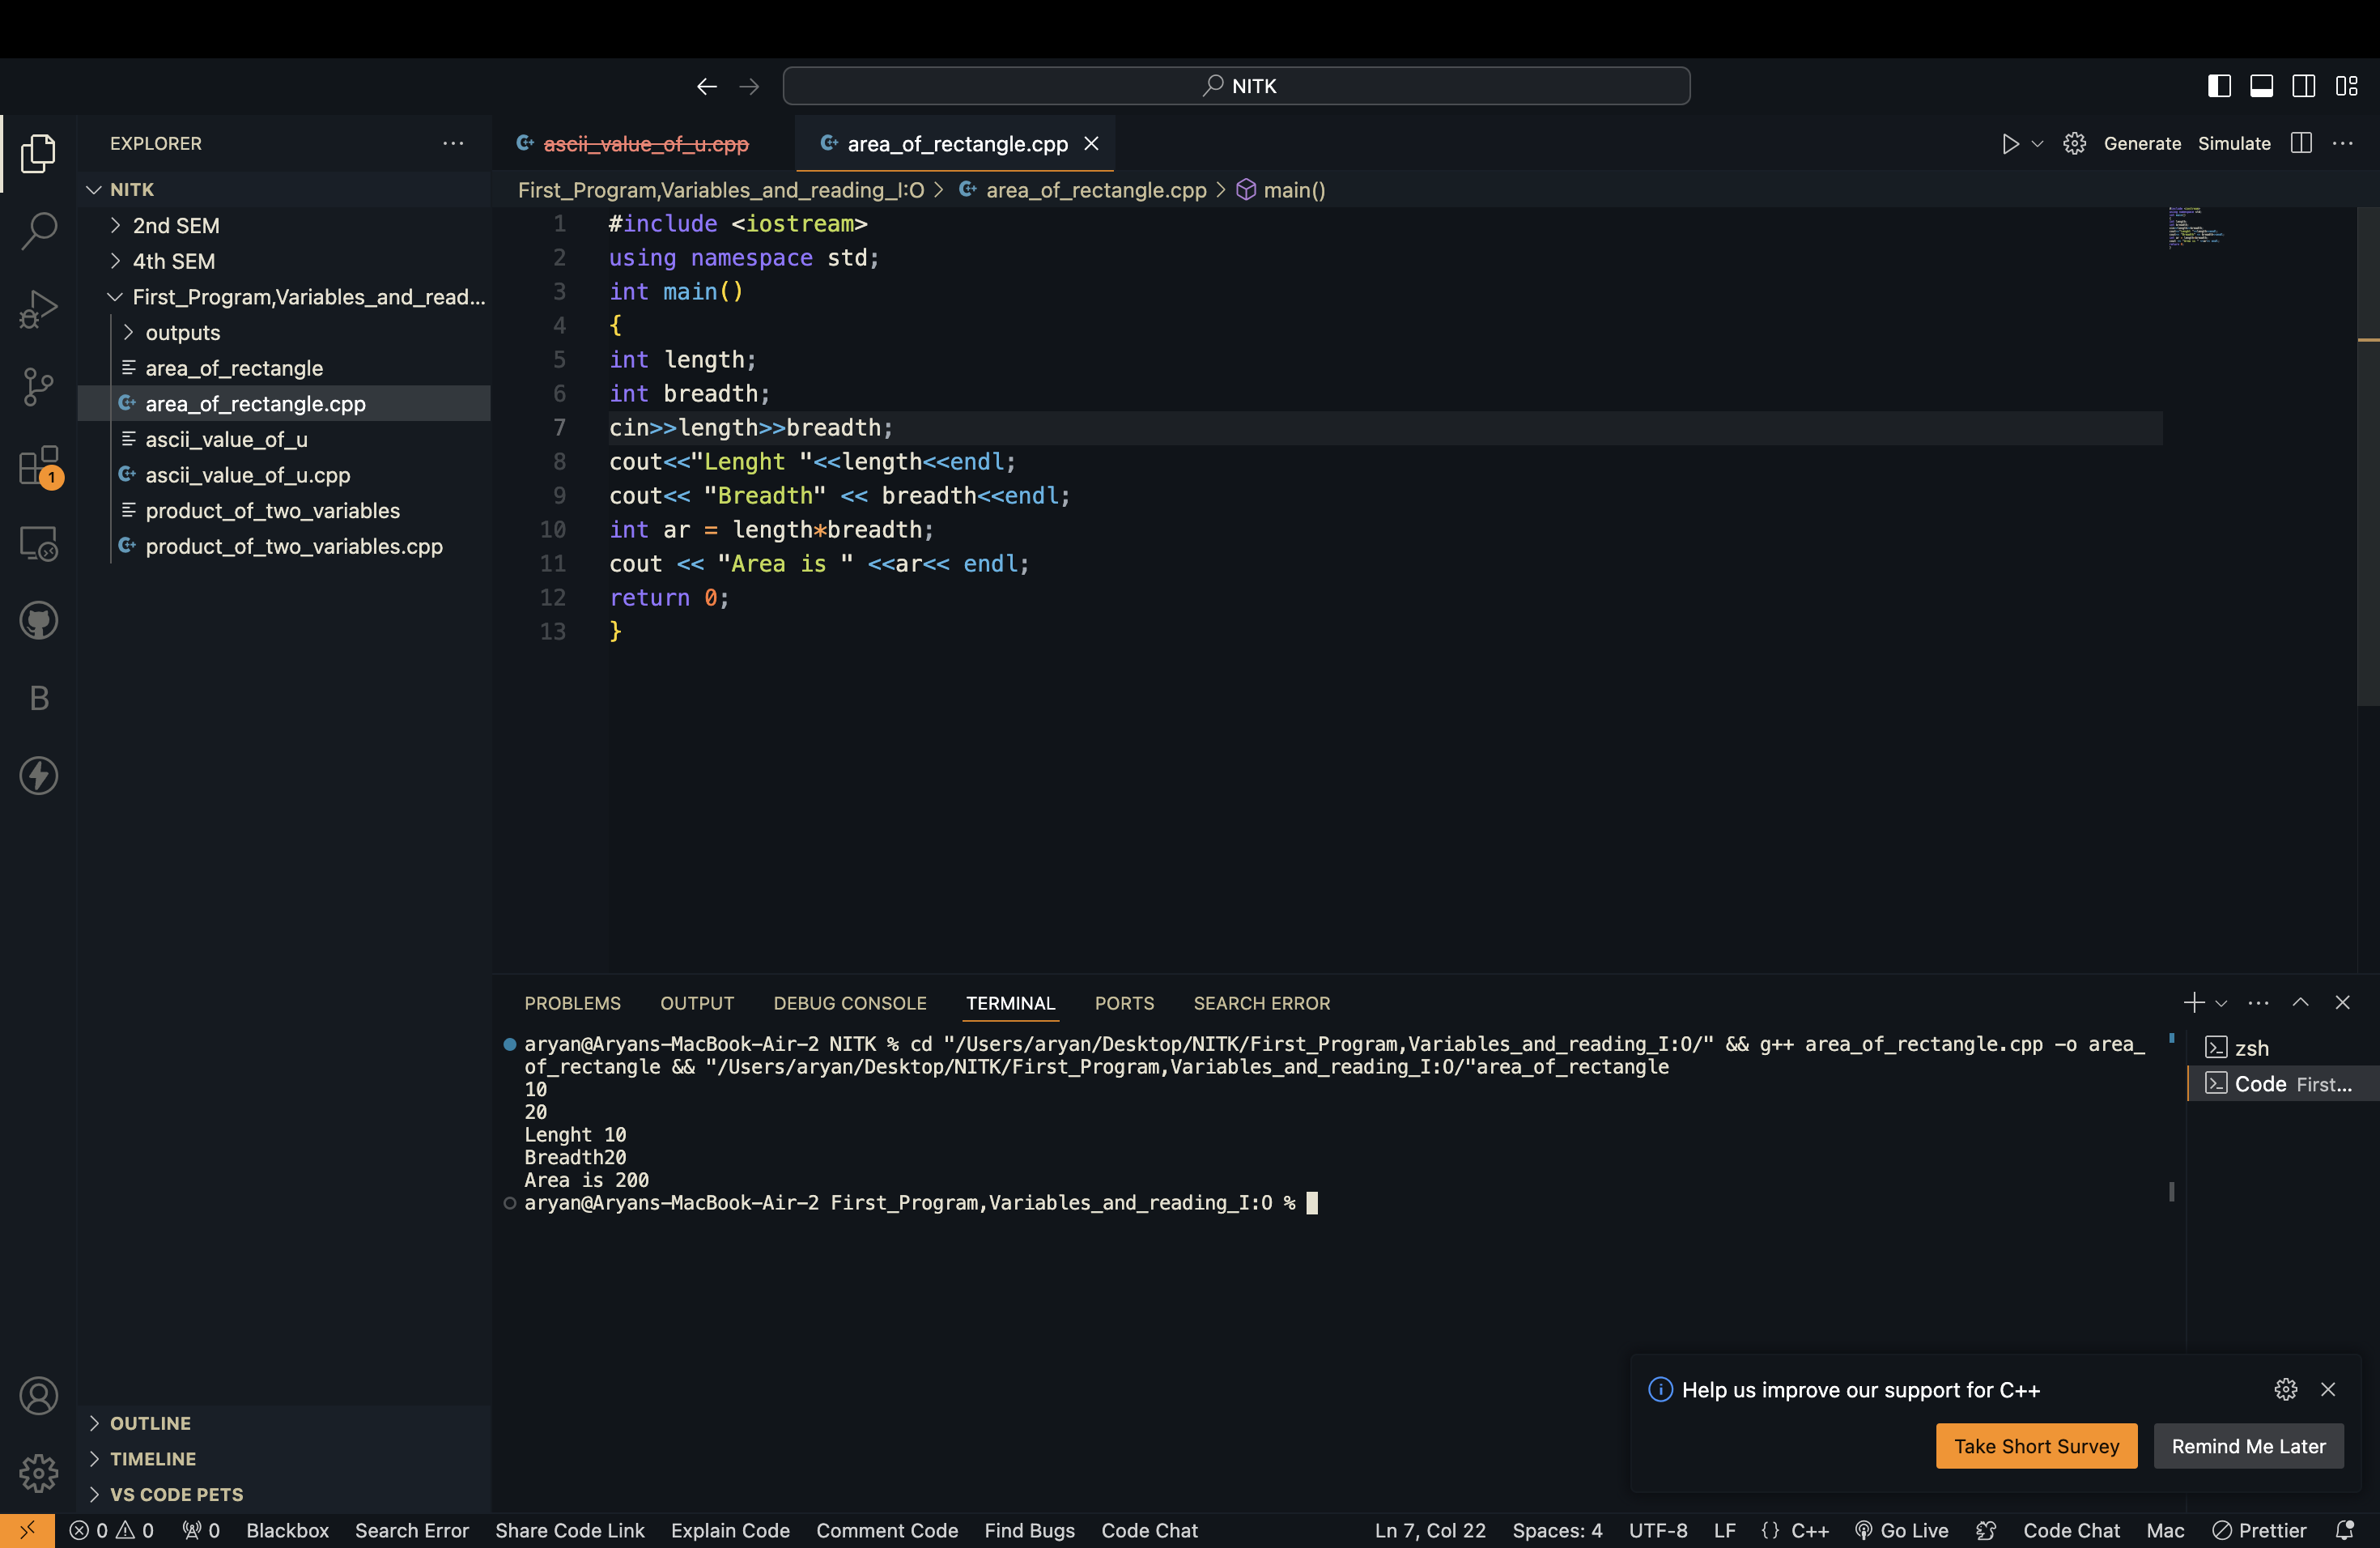 NITK
EXPLORER
NITK
2nd SEM
4th SEM
First_Program,Variables_and_read...
outputs
area_of_rectangle
area_of_rectangle.cpp
ascii_value_of_u
ascii_value_of_u.cpp
product_of_two_variables
product_of_two_variables.cpp
1
B
OUTLINE
TIMELINE
VS CODE PETS
ascii_value_of_u.cpp
area_of_rectangle.cpp
Generate Simulate
First_Program,Variables_and_reading_I:O > area_of_rectangle.cpp > main()
1 #include <iostream>
2 using namespace std;
3 int main()
4 {
5 int length;
6 int breadth;
7 cin>>length>>breadth;
8 cout<<"Lenght "<<length<<endl;
9 cout<< "Breadth" << breadth<<endl;
10 int ar = length*breadth;
11 cout << "Area is " <<ar<< endl;
12 return 0;
13 }
PROBLEMS OUTPUT DEBUG CONSOLE TERMINAL PORTS SEARCH ERROR
aryan@Aryans-MacBook-Air-2 NITK % cd "/Users/aryan/Desktop/NITK/First_Program,Variables_and_reading_I:O/" && g++ area_of_rectangle.cpp -o area_
of_rectangle && "/Users/aryan/Desktop/NITK/First_Program,Variables_and_reading_I:O/"area_of_rectangle
10
20
Lenght 10
Breadth20
Area is 200
aryan@Aryans-MacBook-Air-2 First_Program,Variables_and_reading_I:O %
zsh
Code First...
Help us improve our support for C++
Take Short Survey Remind Me Later
0 0 0 Blackbox Search Error Share Code Link Explain Code Comment Code Find Bugs Code Chat Ln 7, Col 22 Spaces: 4 UTF-8 LF {} C++ Go Live Code Chat Mac Prettier